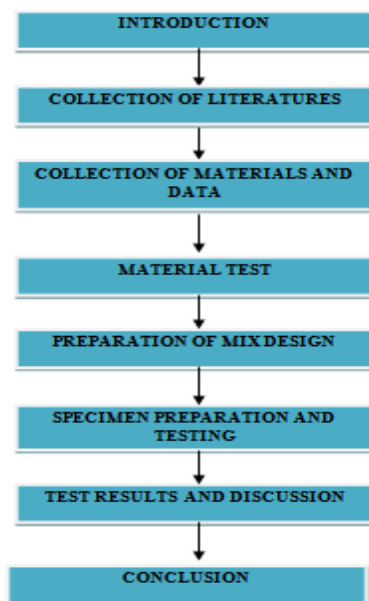 INTRODUCTION
COLLECTION OF LITERATURES
COLLECTION OF MATERIALS AND
DATA
MATERIAL TEST
PREPARATION OF MIX DESIGN
SPECIMEN PREPARATION AND
TESTING
TEST RESULTS AND DISCUSSION
CONCLUSION